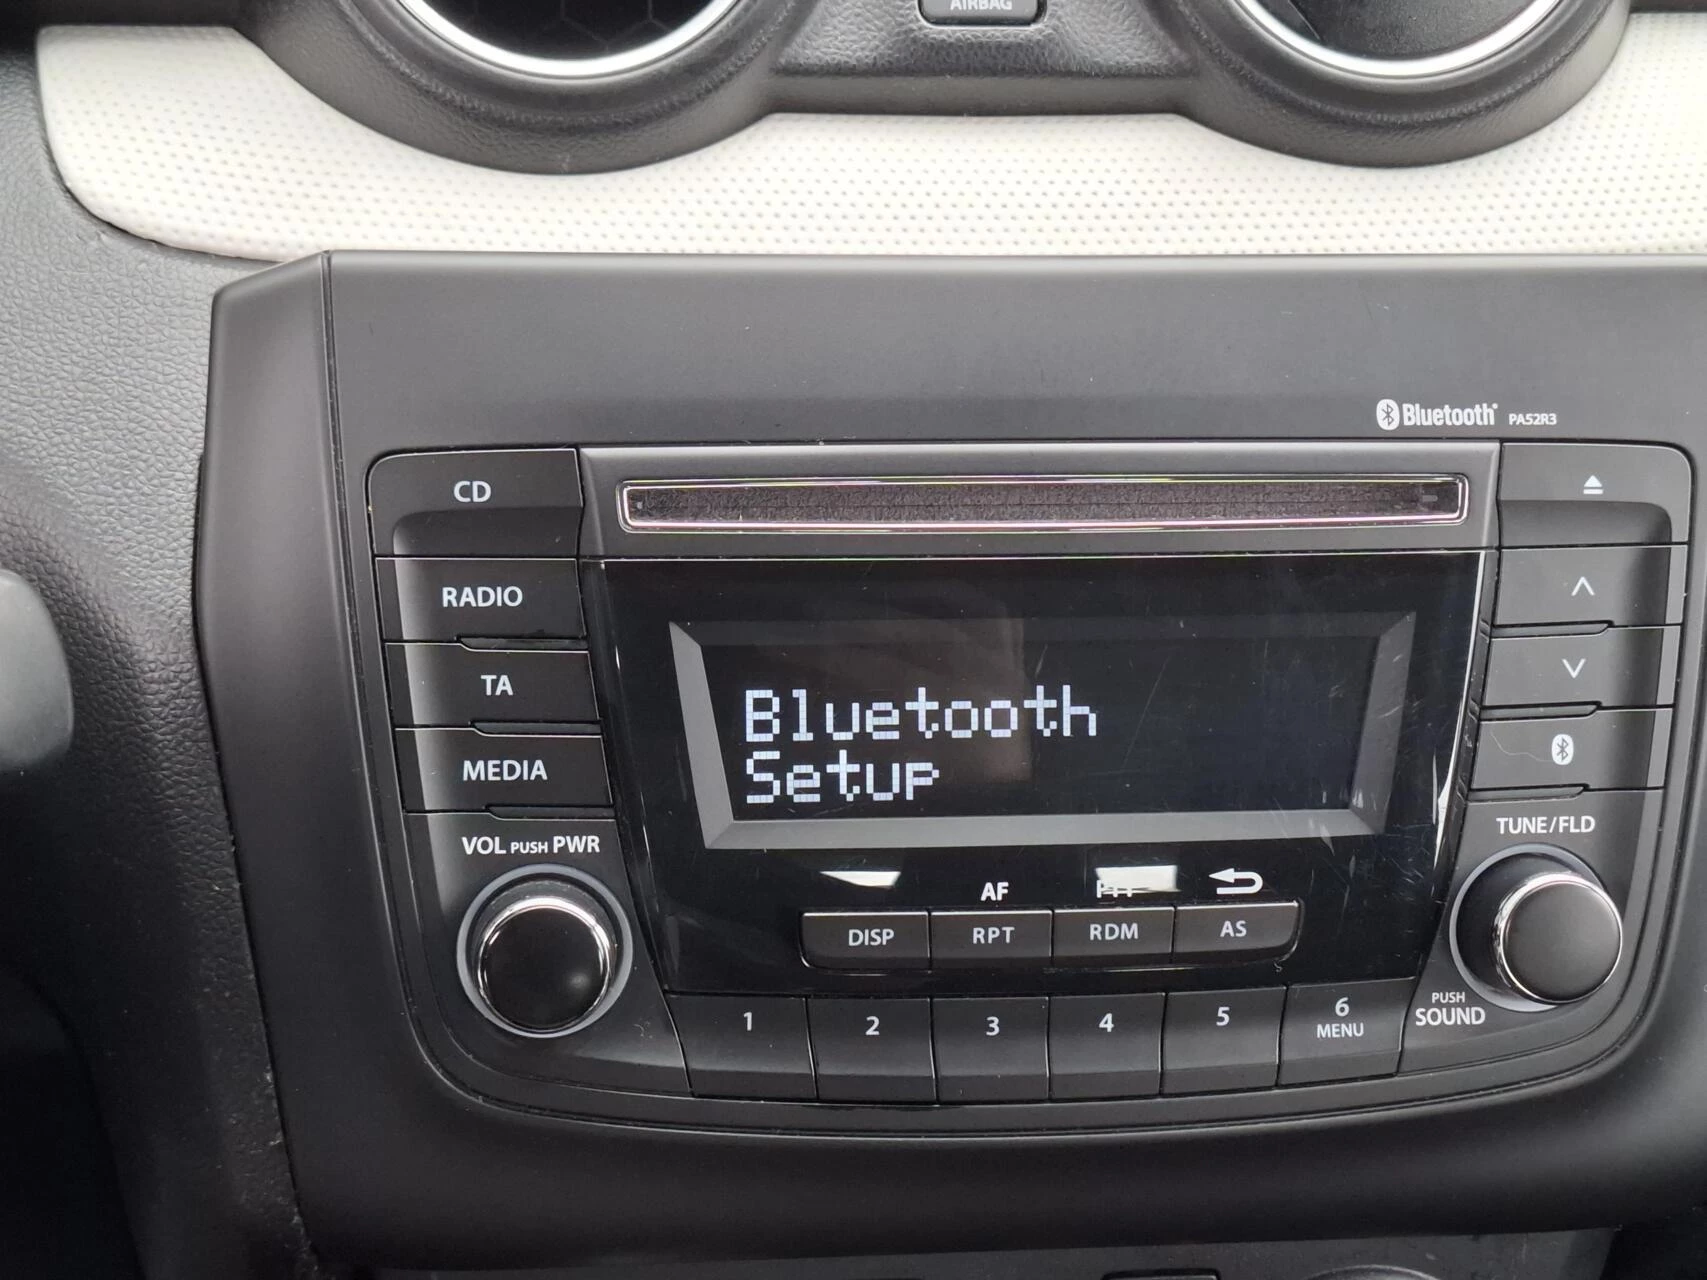 AIRBAG
Bluetooth PA52R3
CD
RADIO
TA
MEDIA
VOL PUSH PWR
Bluetooth
Setup
TUNE/FLD
AF
DISP RPT RDM AS
1 2 3 4 5 6
MENU
PUSH
SOUND